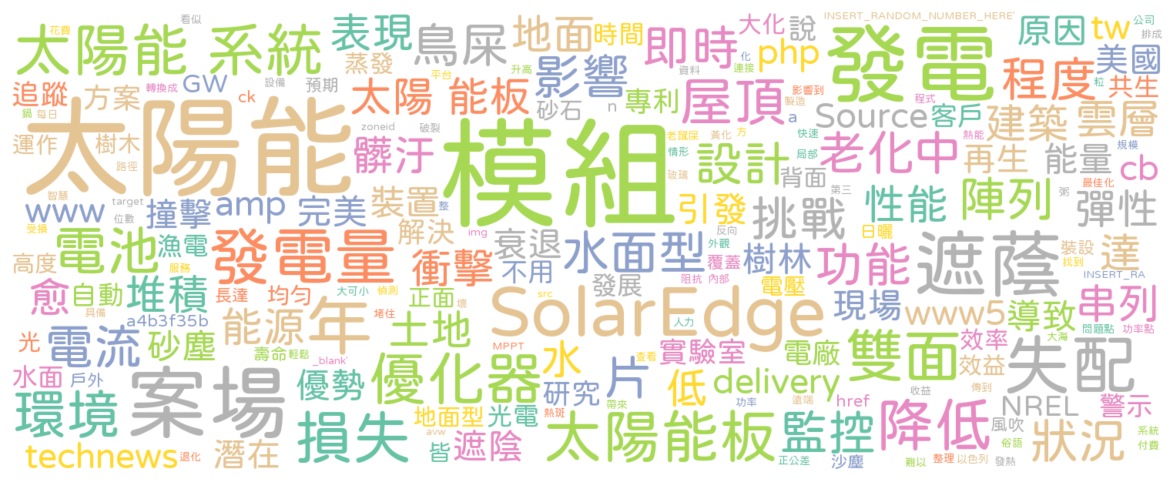 看似
花費
太陽能 系統
表現
鳥屎
地面
時間
即時
大化
說
INSERT_RANDOM_NUMBER_HERE'
發電
原因
tw
公司
排成
平台
升高
化
連接
php
美國
蒸發
影響
追蹤
轉換成
GW
設備
預期
太陽 能板
砂石
n
資料
專利
屋頂
影響到
製造
粒
程式
程度
共生
鍋
每日
方案
ck
a
Source
客戶
熱能
太陽能
模組
運作
樹木
zoneid
破裂
髒汙
老鼠屎
黃化
方
快速
情形
局部
設計
老化中
建築
雲層
規模
再生
能量
cb
路徑
玻璃
背面
最佳化
智慧
target
第三
粥
www
撞擊
amp
完美
裝置
整
引發
挑戰
性能
陣列
彈性
受損
位數
img
反向
日曬
電池
漁電
發電量
解決
衰退
水面型
外觀
覆蓋
樹林
功能
遮蔭
裝設
找到
達
高度
服務
衝擊
不用
發展
阻抗
內部
電壓
INSERT_RA
愈
自動
堆積
長達
均勻
大可小
偵測
壞
正面
src
現場
www5
導致
串列
具備
a4b3f35b
能源
年
堵住
土地
SolarEdge
人力
問題點
功率點
光
電流
砂塵
壽命
輕鬆
_blank'
MPPT
水
查看
實驗室
電廠
雙面
效率
大海
效益
失配
水面
戶外
案場
優勢
優化器
熱斑
研究
片
低
delivery
收益
傳到
href
NREL
警示
環境
損失
地面型
光電
帶來
功率
遠端
太陽能板
監控
降低
風吹
狀況
俗語
系統
付費
technews
退化
潛在
avw
遮陰
皆
正公差
沙塵
難以
整理
以色列
發熱